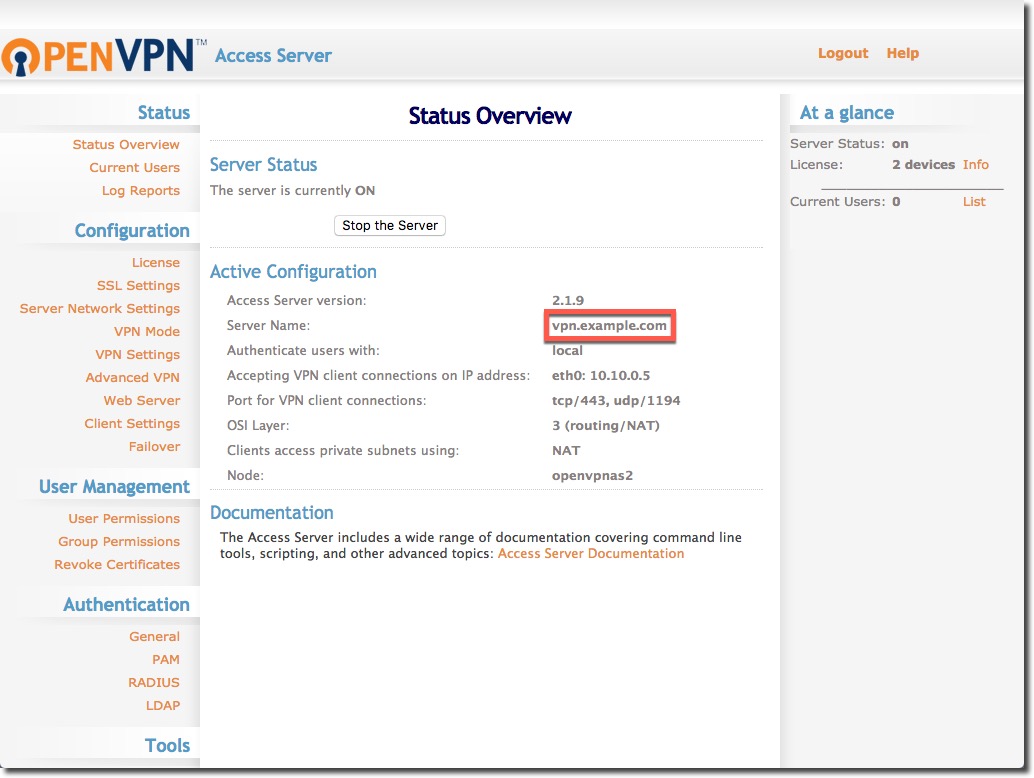 OPENVPN™ Access Server
Logout Help
Status
Status Overview
Current Users
Log Reports
Configuration
License
SSL Settings
Server Network Settings
VPN Mode
VPN Settings
Advanced VPN
Web Server
Client Settings
Failover
User Management
User Permissions
Group Permissions
Revoke Certificates
Authentication
General
PAM
RADIUS
LDAP
Tools
Status Overview
Server Status
The server is currently ON
Stop the Server
Active Configuration
Access Server version: 2.1.9
Server Name: vpn.example.com
Authenticate users with: local
Accepting VPN client connections on IP address: eth0: 10.10.0.5
Port for VPN client connections: tcp/443, udp/1194
OSI Layer: 3 (routing/NAT)
Clients access private subnets using: NAT
Node: openvpnas2
Documentation
The Access Server includes a wide range of documentation covering command line
tools, scripting, and other advanced topics: Access Server Documentation
At a glance
Server Status: on
License: 2 devices Info
Current Users: 0 List